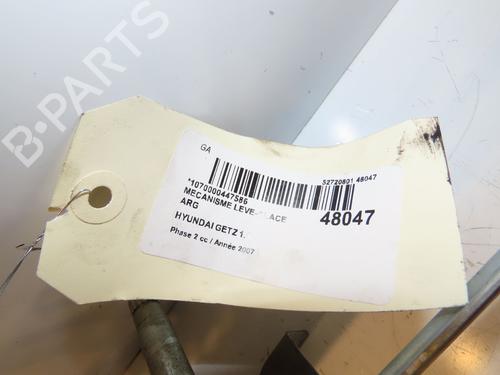 B-PARTS
GA
52720801 48047
*1070000447586
MECANISME LEVE-GLACE
ARG
48047
HYUNDAI GETZ 1.
Phase 2 cc / Année 2007